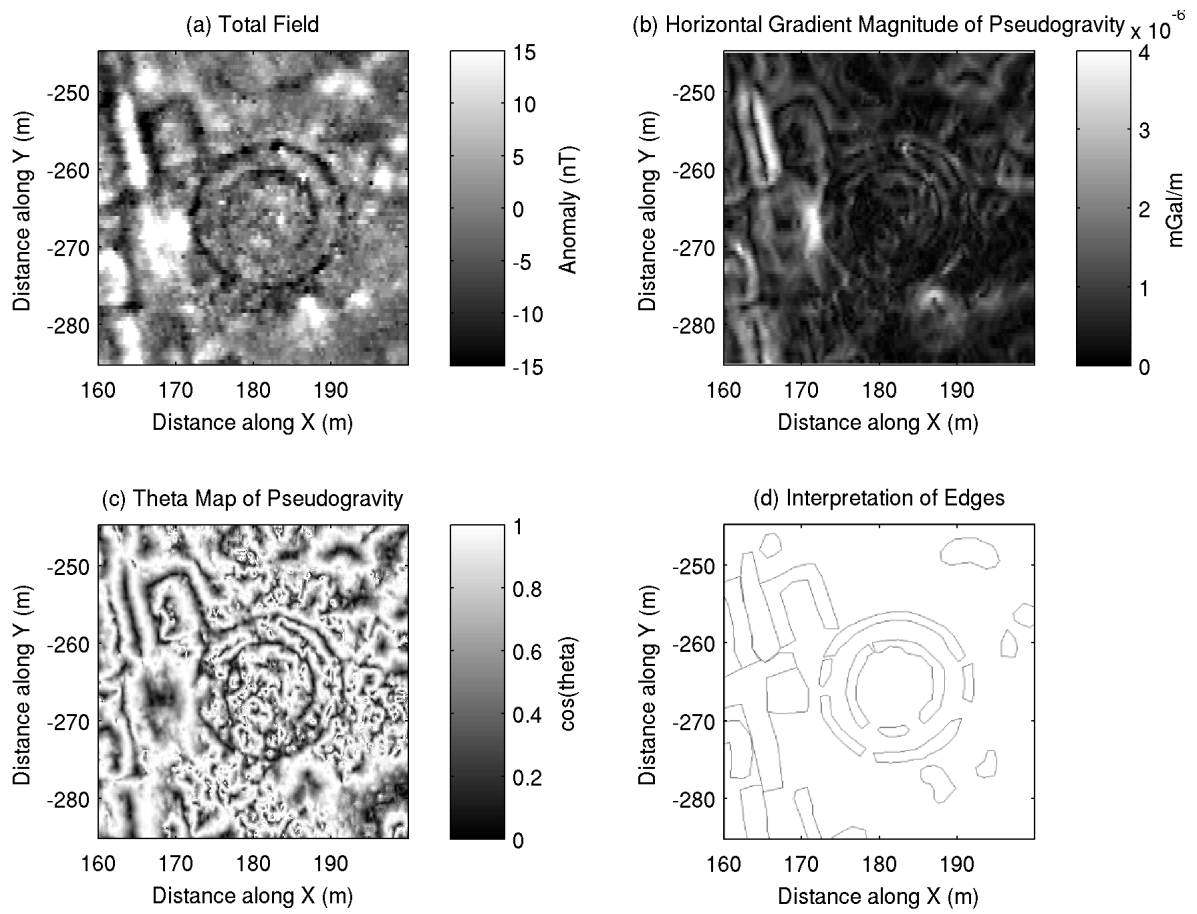 (a) Total Field
(b) Horizontal Gradient Magnitude of Pseudogravity
x 10^-6
-250
-260
-270
-280
160 170 180 190
Distance along X (m)
Distance along Y (m)
15
10
5
0
-5
-10
-15
Anomaly (nT)
-250
-260
-270
-280
160 170 180 190
Distance along X (m)
Distance along Y (m)
4
3
2
1
0
mGal/m
(c) Theta Map of Pseudogravity
(d) Interpretation of Edges
-250
-260
-270
-280
160 170 180 190
Distance along X (m)
Distance along Y (m)
1
0.8
0.6
0.4
0.2
0
cos(theta)
-250
-260
-270
-280
160 170 180 190
Distance along X (m)
Distance along Y (m)